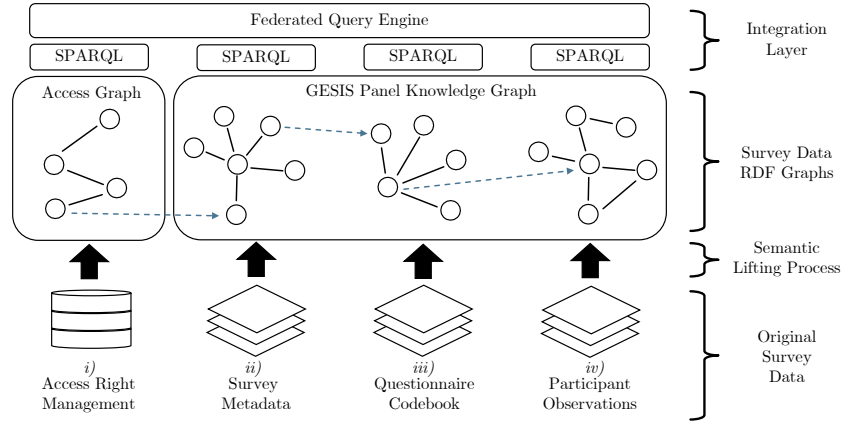 Federated Query Engine
Integration
Layer
SPARQL
SPARQL
SPARQL
SPARQL
Access Graph
GESIS Panel Knowledge Graph
Survey Data
RDF Graphs
Semantic
Lifting Process
Original
Survey
Data
i)
Access Right
Management
ii)
Survey
Metadata
iii)
Questionnaire
Codebook
iv)
Participant
Observations